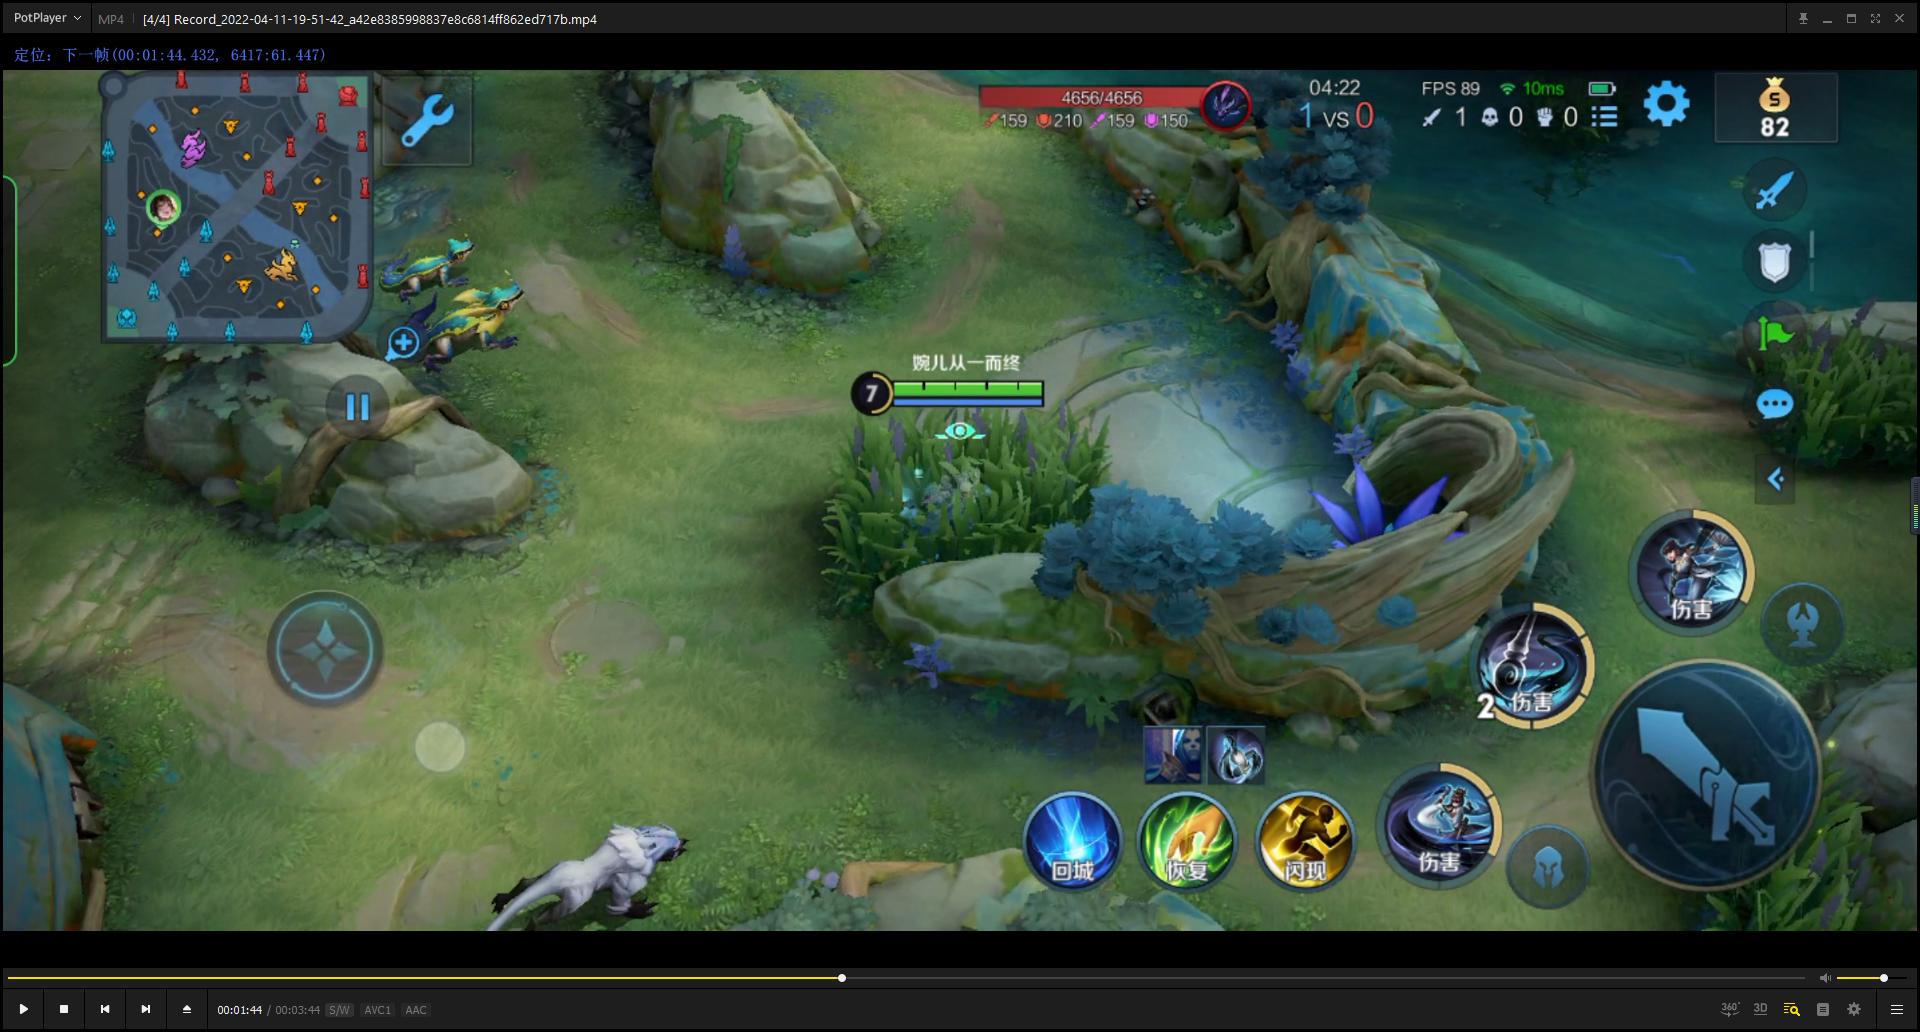 PotPlayer
MP4
[4/4] Record_2022-04-11-19-51-42_a42e8385998837e8c6814ff862ed717b.mp4
定位: 下一帧(00:01:44.432, 6417:61.447)
4656/4656
159 210 159 150
04:22
1 VS 0
FPS 89 10ms
1 0 0
82
婉儿从一而终
7
伤害
2 伤害
伤害
回城
恢复
闪现
00:01:44 / 00:03:44 S/W AVC1 AAC
360° 3D